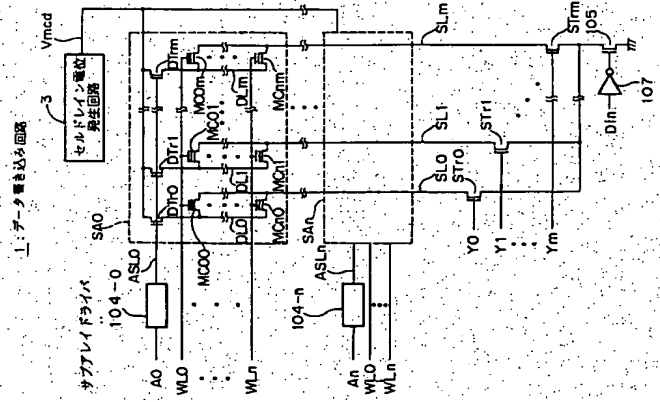 1:データ書き込み回路
3
セルドレイン電位
発生回路
Vmcd
サブアレイドライバ
104-0
A0
ASL0
SA0
DTr0
DTr1
DTrm
WL0
WLn
MC00
MC01
MC0m
DL0
DL1
DLm
MCn0
MCn1
MCnm
104-n
An
WL0
WLn
ASLn
SAn
SL0
SL1
SLm
STr0
STr1
STrm
Y0
Y1
Ym
105
Din
107